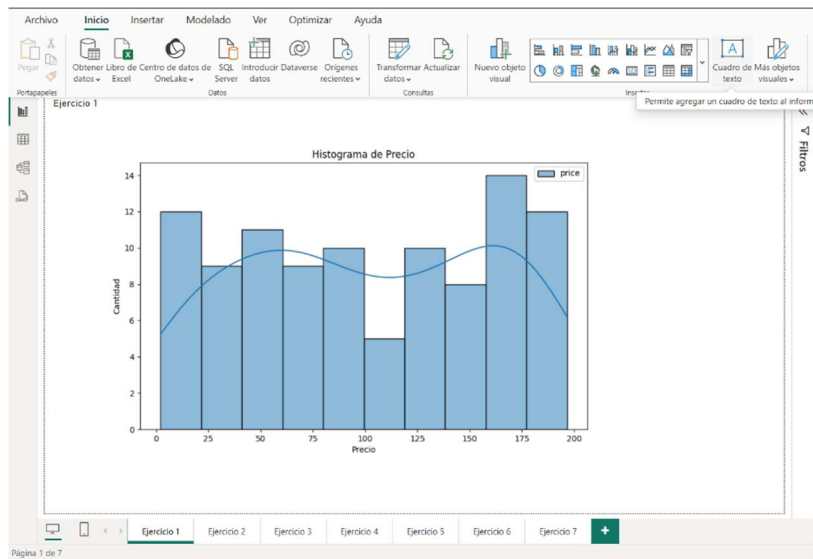 Archivo Inicio Insertar Modelado Ver Optimizar Ayuda
Pegar
Obtener datos
Libro de Excel
Centro de datos de OneLake
SQL Server
Introducir datos
Dataverse
Orígenes recientes
Transformar datos
Actualizar
Nuevo objeto visual
A
Cuadro de texto
Más objetos visuales
Portapapeles Datos Consultas
Permite agregar un cuadro de texto al inform
Ejercicio 1
Filtros
Histograma de Precio
price
14
12
10
8
6
4
2
0
Cantidad
0 25 50 75 100 125 150 175 200
Precio
Ejercicio 1 Ejercicio 2 Ejercicio 3 Ejercicio 4 Ejercicio 5 Ejercicio 6 Ejercicio 7 +
Página 1 de 7